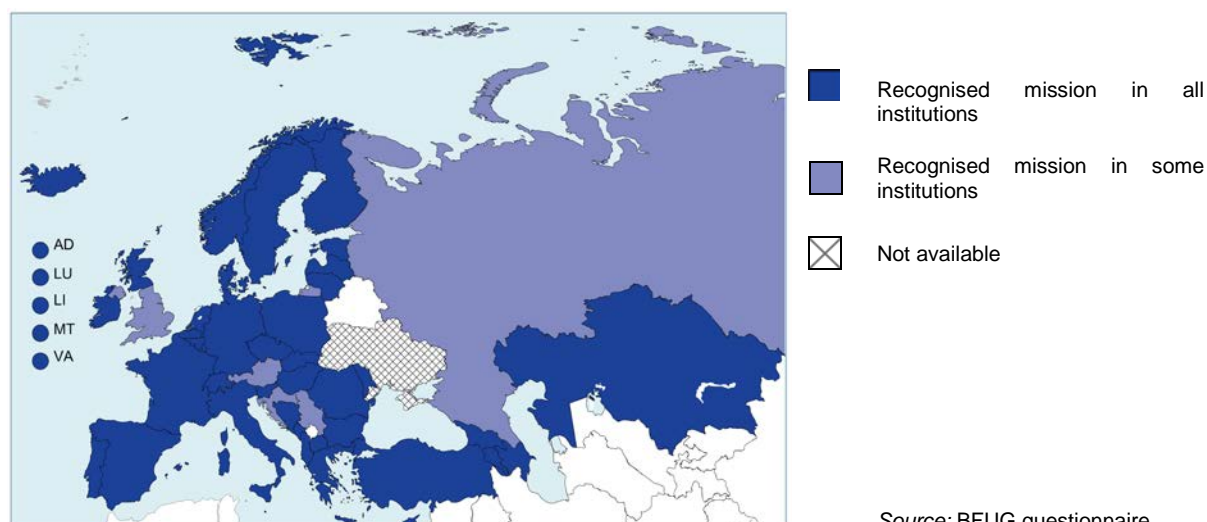 AD
LU
LI
MT
VA
Recognised mission in all
institutions
Recognised mission in some
institutions
Not available
Source: BFUG questionnaire